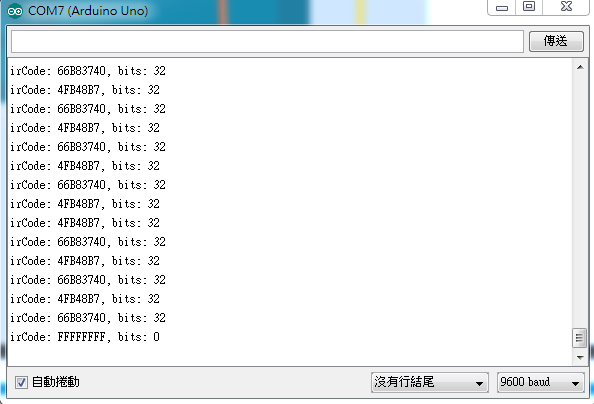 COM7 (Arduino Uno)
傳送
irCode: 66B83740, bits: 32
irCode: 4FB48B7, bits: 32
irCode: 66B83740, bits: 32
irCode: 4FB48B7, bits: 32
irCode: 66B83740, bits: 32
irCode: 4FB48B7, bits: 32
irCode: 66B83740, bits: 32
irCode: 4FB48B7, bits: 32
irCode: 4FB48B7, bits: 32
irCode: 66B83740, bits: 32
irCode: 4FB48B7, bits: 32
irCode: 66B83740, bits: 32
irCode: 4FB48B7, bits: 32
irCode: 66B83740, bits: 32
irCode: FFFFFFFF, bits: 0
自動捲動 沒有行結尾 9600 baud